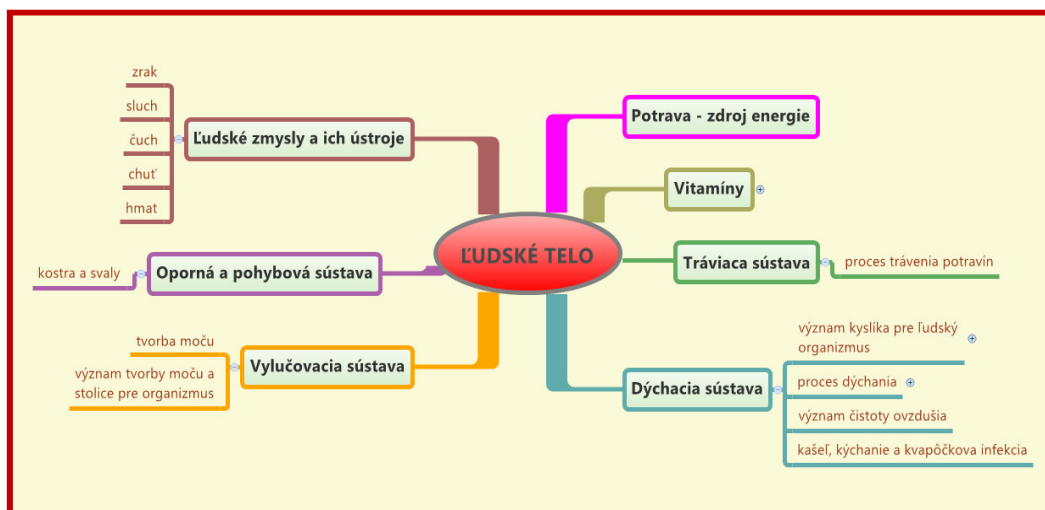 ĽUDSKÉ TELO
Potrava - zdroj energie
Vitamíny
Tráviaca sústava
proces trávenia potravín
Dýchacia sústava
význam kyslíka pre ľudský
organizmus
proces dýchania
význam čistoty ovzdušia
kašeľ, kýchanie a kvapôčkova infekcia
Ľudské zmysly a ich ústroje
zrak
sluch
čuch
chuť
hmat
Oporná a pohybová sústava
kostra a svaly
Vylučovacia sústava
tvorba moču
význam tvorby moču a
stolice pre organizmus